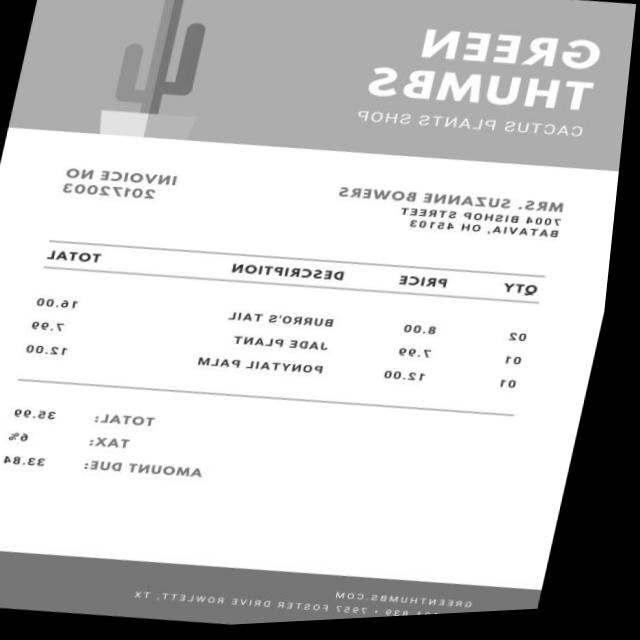 GREEN
THUMBS
CACTUS PLANTS SHOP
MRS. SUZANNE BOWERS
7004 BISHOP STREET
BATAVIA, OH 45103
INVOICE NO
20172003
QTY PRICE DESCRIPTION TOTAL
02 8.00 BURRO'S TAIL 16.00
01 7.99 JADE PLANT 7.99
01 12.00 PONYTAIL PALM 12.00
TOTAL: 35.99
TAX: 6%
AMOUNT DUE: 33.84
GREENTHUMBS.COM
839 • 7957 FOSTER DRIVE ROWLETT, TX